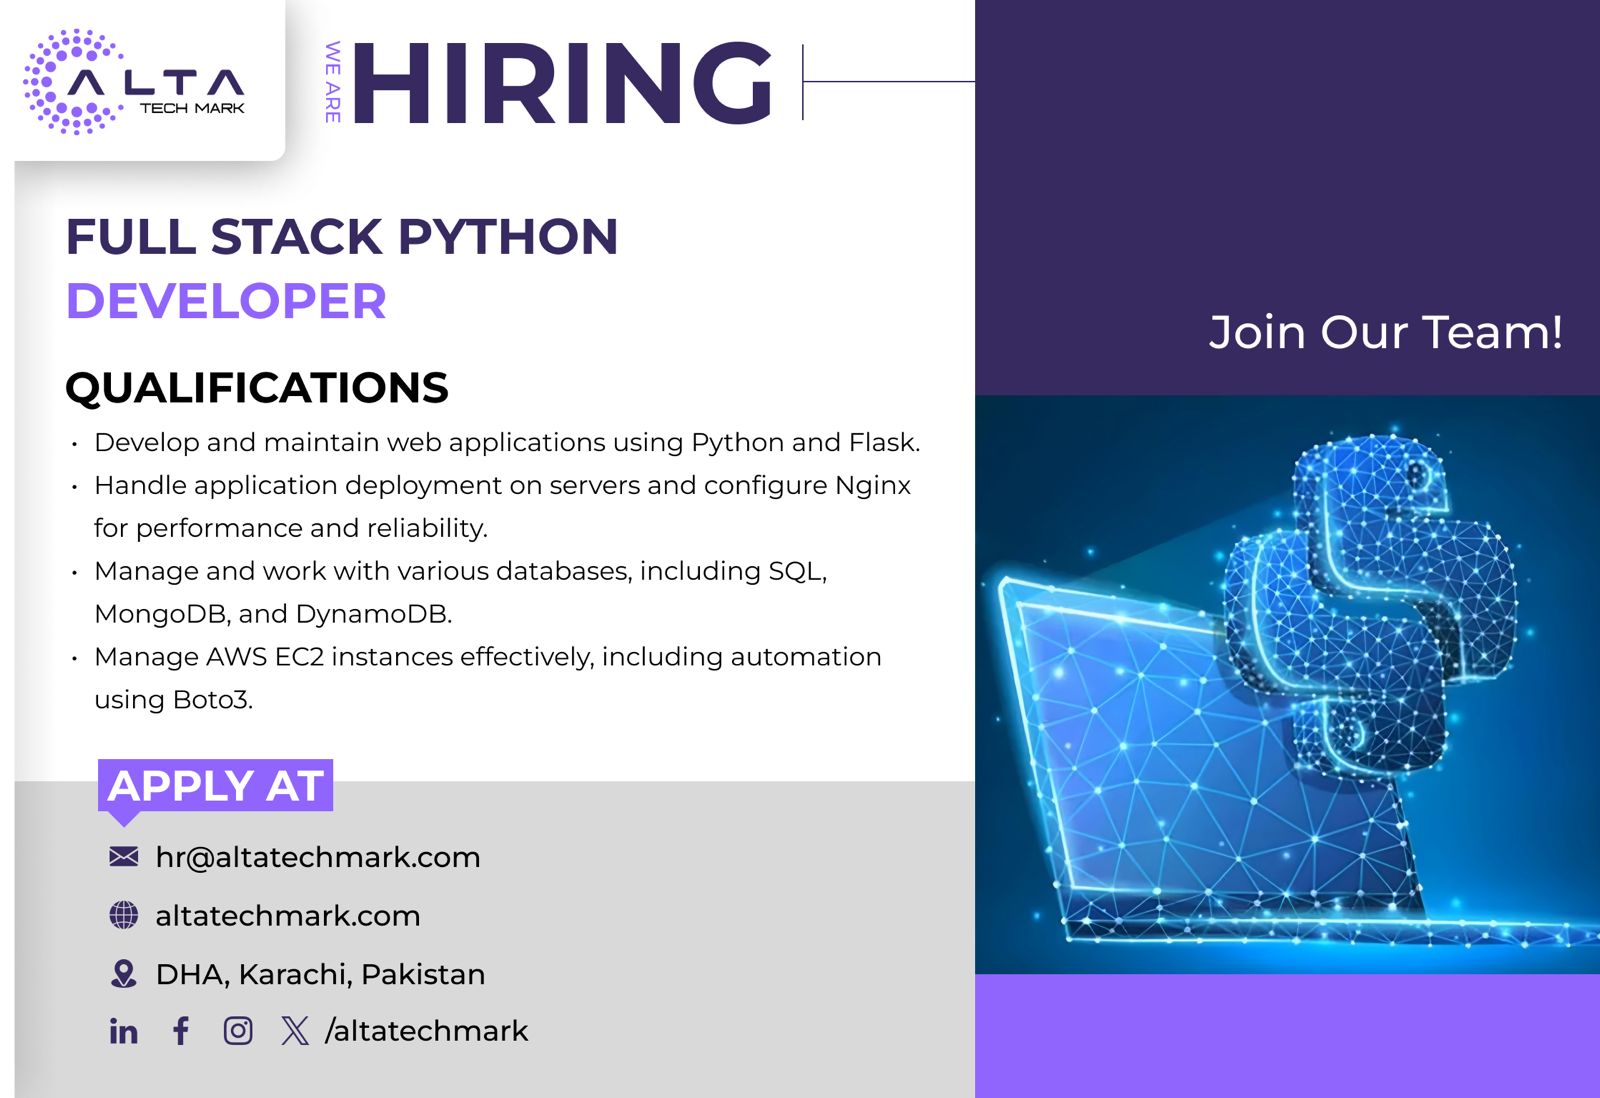 ALTA
TECH MARK
WE ARE
HIRING
FULL STACK PYTHON
DEVELOPER
QUALIFICATIONS
• Develop and maintain web applications using Python and Flask.
• Handle application deployment on servers and configure Nginx
for performance and reliability.
• Manage and work with various databases, including SQL,
MongoDB, and DynamoDB.
• Manage AWS EC2 instances effectively, including automation
using Boto3.
APPLY AT
hr@altatechmark.com
altatechmark.com
DHA, Karachi, Pakistan
/altatechmark
Join Our Team!